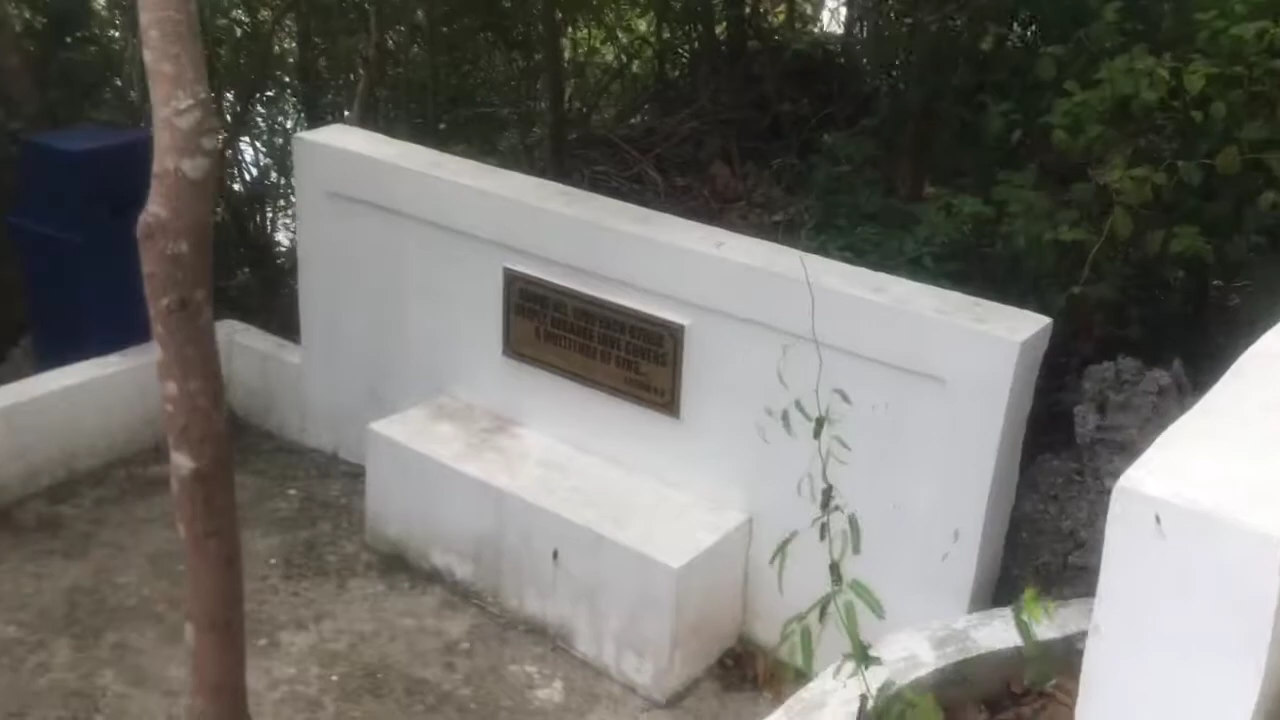 ABOVE ALL LOVE EACH OTHER
DEEPLY BECAUSE LOVE COVERS
A MULTITUDE OF SINS...